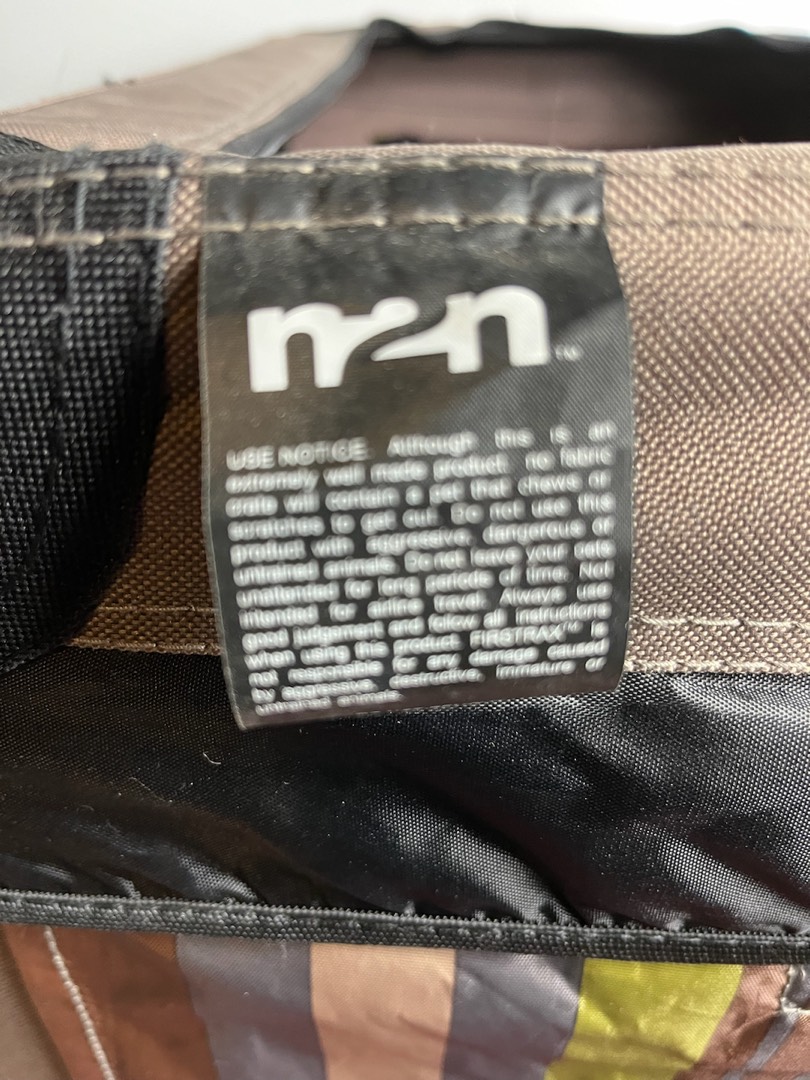 n2n™
USE NOTICE. Although this is an
extremely well made product no fabric
crate will contain a pet that chews or
scratches to get out. Do not use this
product with aggressive, dangerous or
untrained animals. Do not leave your pets
unattended for long periods of time. Not
intended for airline travel. Always use
good judgement and follow all instructions
when using this product. FIRSTRAX™ is
not responsible for any damage caused
by aggressive, destructive, immature or
untrained animals.